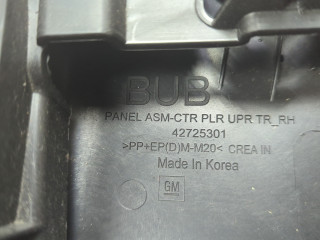 BUB
PANEL ASM-CTR PLR UPR TR_RH
42725301
>PP+EP(D)M-M20< CREA IN
Made In Korea
GM